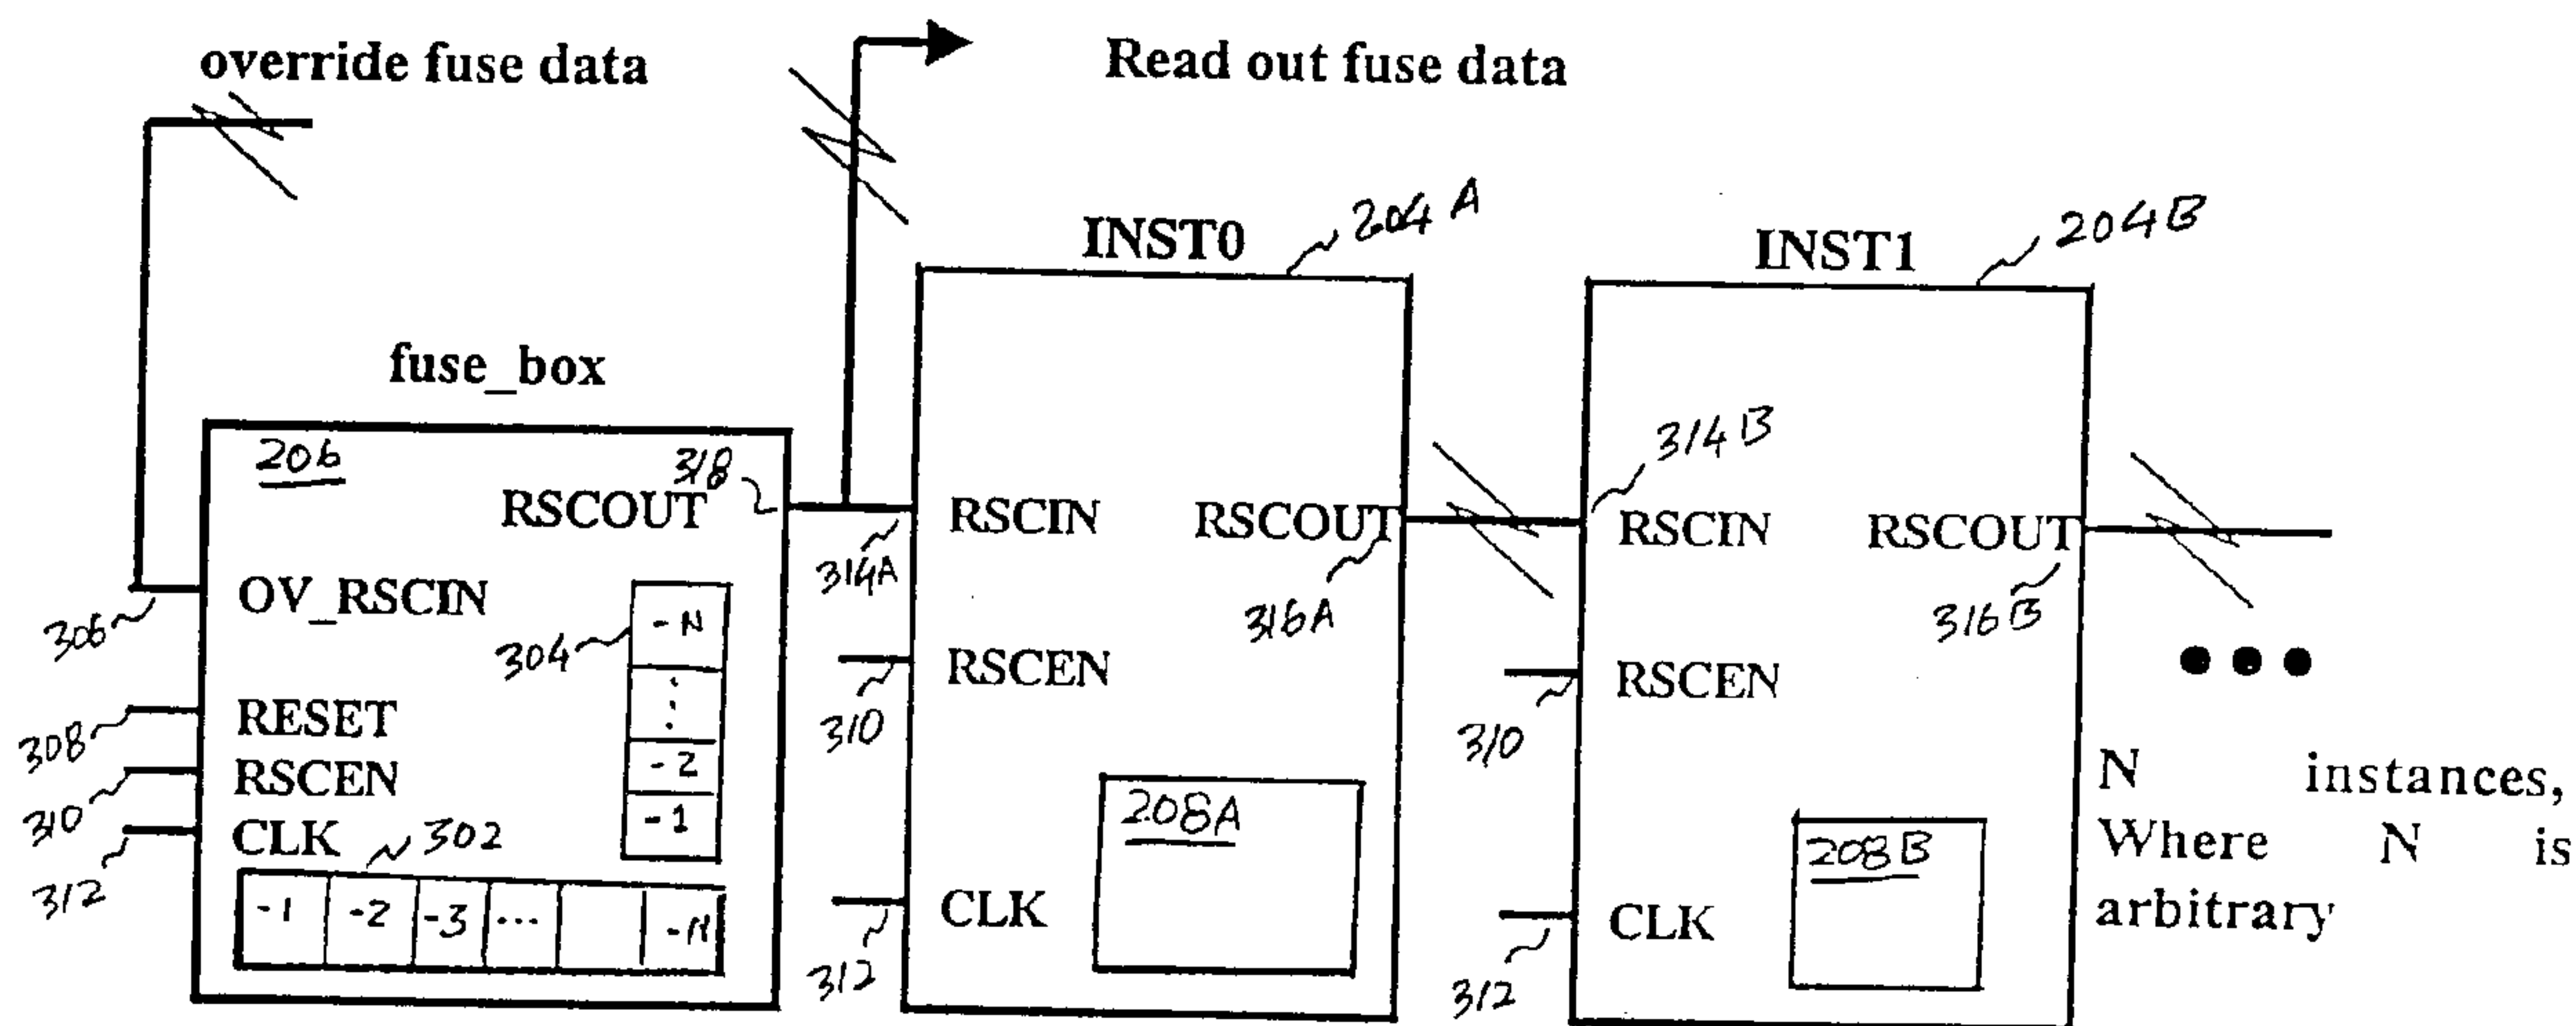 override fuse data
Read out fuse data
INST0
204A
INST1
204B
fuse_box
206
318
RSCOUT
OV_RSCIN
306
304
-N
⋮
-2
-1
RESET
308
RSCEN
310
CLK
312
302
-1 -2 -3 ... -N
314A
RSCIN
RSCOUT
316A
RSCEN
310
208A
CLK
312
314B
RSCIN
RSCOUT
316B
RSCEN
310
208B
CLK
312
•••
N instances,
Where N is
arbitrary